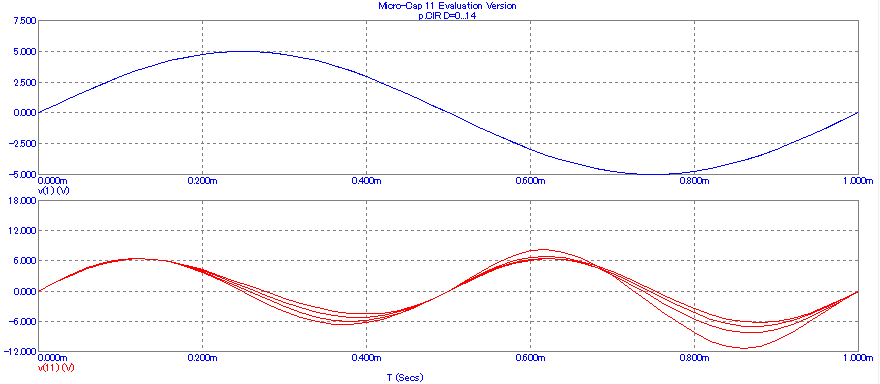 Micro-Cap 11 Evaluation Version
p.CIR D=0...14
7.500
5.000
2.500
0.000
-2.500
-5.000
0.000m 0.200m 0.400m 0.600m 0.800m 1.000m
v(1) (V)
18.000
12.000
6.000
0.000
-6.000
-12.000
0.000m 0.200m 0.400m 0.600m 0.800m 1.000m
v(11) (V)
T (Secs)